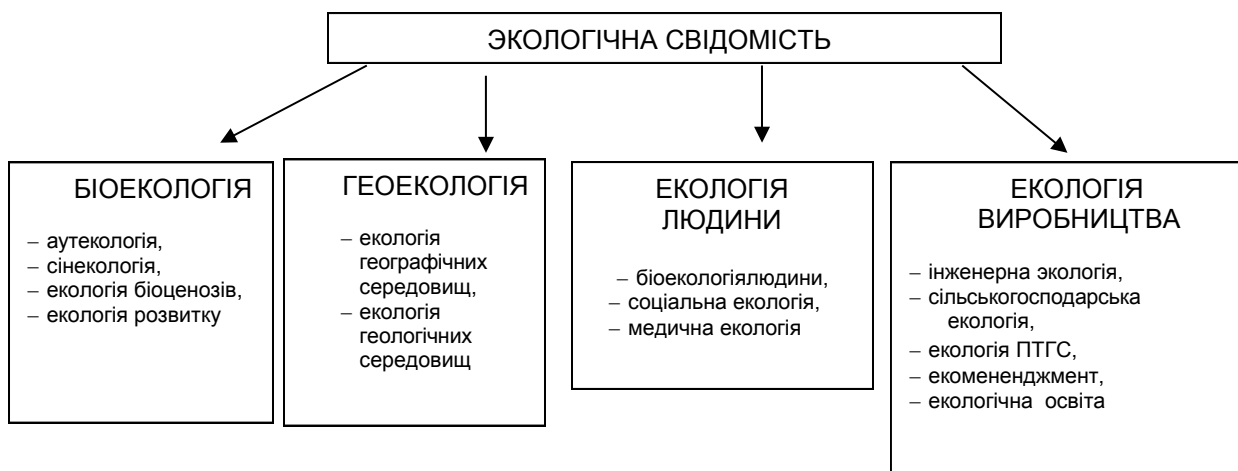 ЭКОЛОГІЧНА СВІДОМІСТЬ
БІОЕКОЛОГІЯ
– аутекологія,
– сінекологія,
– екологія біоценозів,
– екологія розвитку
ГЕОЕКОЛОГІЯ
– екологія
географічних
середовищ,
– екологія
геологічних
середовищ
ЕКОЛОГІЯ
ЛЮДИНИ
– біоекологіялюдини,
– соціальна екологія,
– медична екологія
ЕКОЛОГІЯ
ВИРОБНИЦТВА
– інженерна экологія,
– сільськогосподарська
екологія,
– екологія ПТГС,
– екомененджмент,
– екологічна освіта